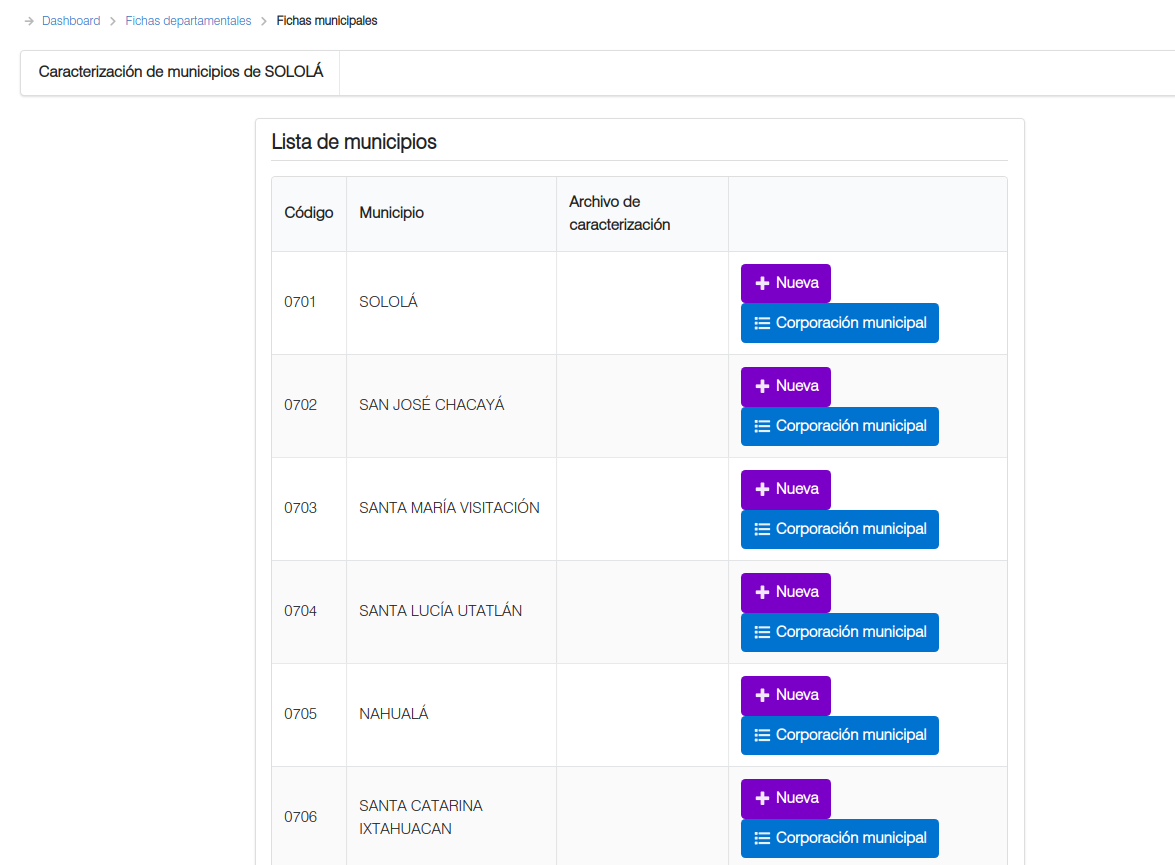 Dashboard > Fichas departamentales > Fichas municipales
Caracterización de municipios de SOLOLÁ
Lista de municipios
Código Municipio Archivo de caracterización
0701 SOLOLÁ Nueva
Corporación municipal
0702 SAN JOSÉ CHACAYÁ Nueva
Corporación municipal
0703 SANTA MARÍA VISITACIÓN Nueva
Corporación municipal
0704 SANTA LUCÍA UTATLÁN Nueva
Corporación municipal
0705 NAHUALÁ Nueva
Corporación municipal
0706 SANTA CATARINA IXTAHUACAN Nueva
Corporación municipal